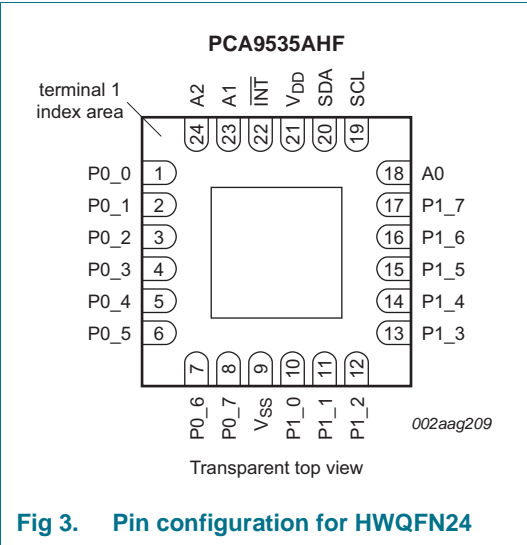 PCA9535AHF
terminal 1
index area
24 A2
23 A1
22 INT
21 VDD
20 SDA
19 SCL
P0_0 1
P0_1 2
P0_2 3
P0_3 4
P0_4 5
P0_5 6
18 A0
17 P1_7
16 P1_6
15 P1_5
14 P1_4
13 P1_3
7 P0_6
8 P0_7
9 VSS
10 P1_0
11 P1_1
12 P1_2
002aag209
Transparent top view
Fig 3. Pin configuration for HWQFN24